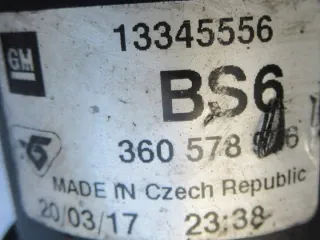 GM
13345556
BS6
360 578
MADE IN Czech Republic
20/03/17 23:38